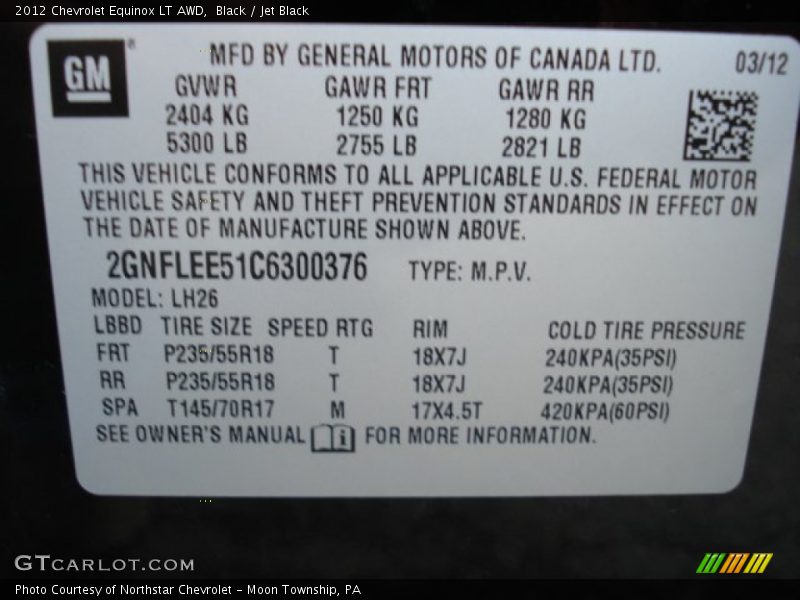 2012 Chevrolet Equinox LT AWD, Black / Jet Black
GM
®
MFD BY GENERAL MOTORS OF CANADA LTD. 03/12
GVWR GAWR FRT GAWR RR
2404 KG 1250 KG 1280 KG
5300 LB 2755 LB 2821 LB
THIS VEHICLE CONFORMS TO ALL APPLICABLE U.S. FEDERAL MOTOR
VEHICLE SAFETY AND THEFT PREVENTION STANDARDS IN EFFECT ON
THE DATE OF MANUFACTURE SHOWN ABOVE.
2GNFLEE51C6300376 TYPE: M.P.V.
MODEL: LH26
LBBD TIRE SIZE SPEED RTG RIM COLD TIRE PRESSURE
FRT P235/55R18 T 18X7J 240KPA(35PSI)
RR P235/55R18 T 18X7J 240KPA(35PSI)
SPA T145/70R17 M 17X4.5T 420KPA(60PSI)
SEE OWNER'S MANUAL FOR MORE INFORMATION.
GTCARLOT.COM
Photo Courtesy of Northstar Chevrolet - Moon Township, PA